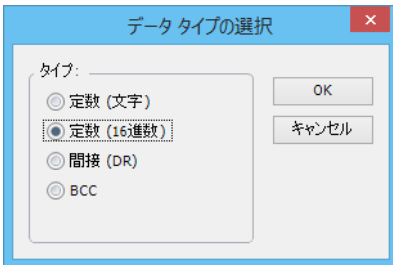 データ タイプの選択
タイプ:
定数 (文字)
定数 (16進数)
間接 (DR)
BCC
OK
キャンセル